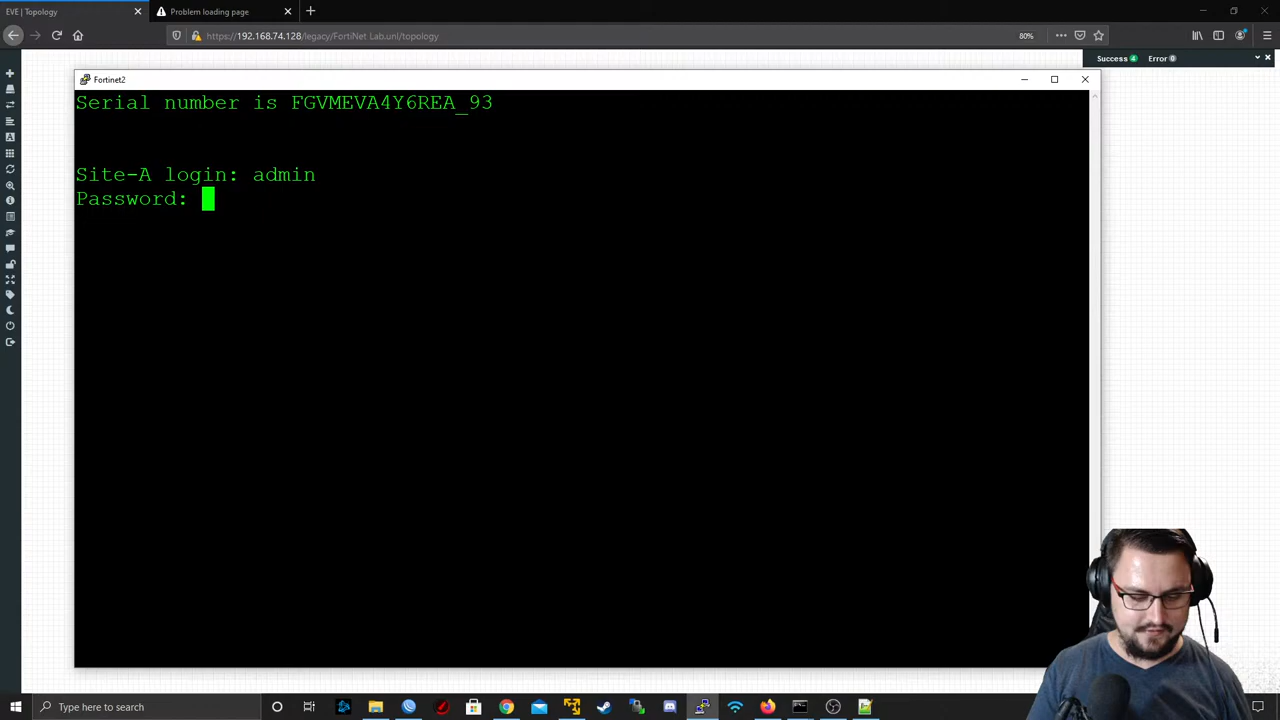 EVE | Topology
Problem loading page
https://192.168.74.128/legacy/FortiNet Lab.unl/topology
80%
Success 4 Error 0
Fortinet2
Serial number is FGVMEVA4Y6REA_93
Site-A login: admin
Password:
Type here to search